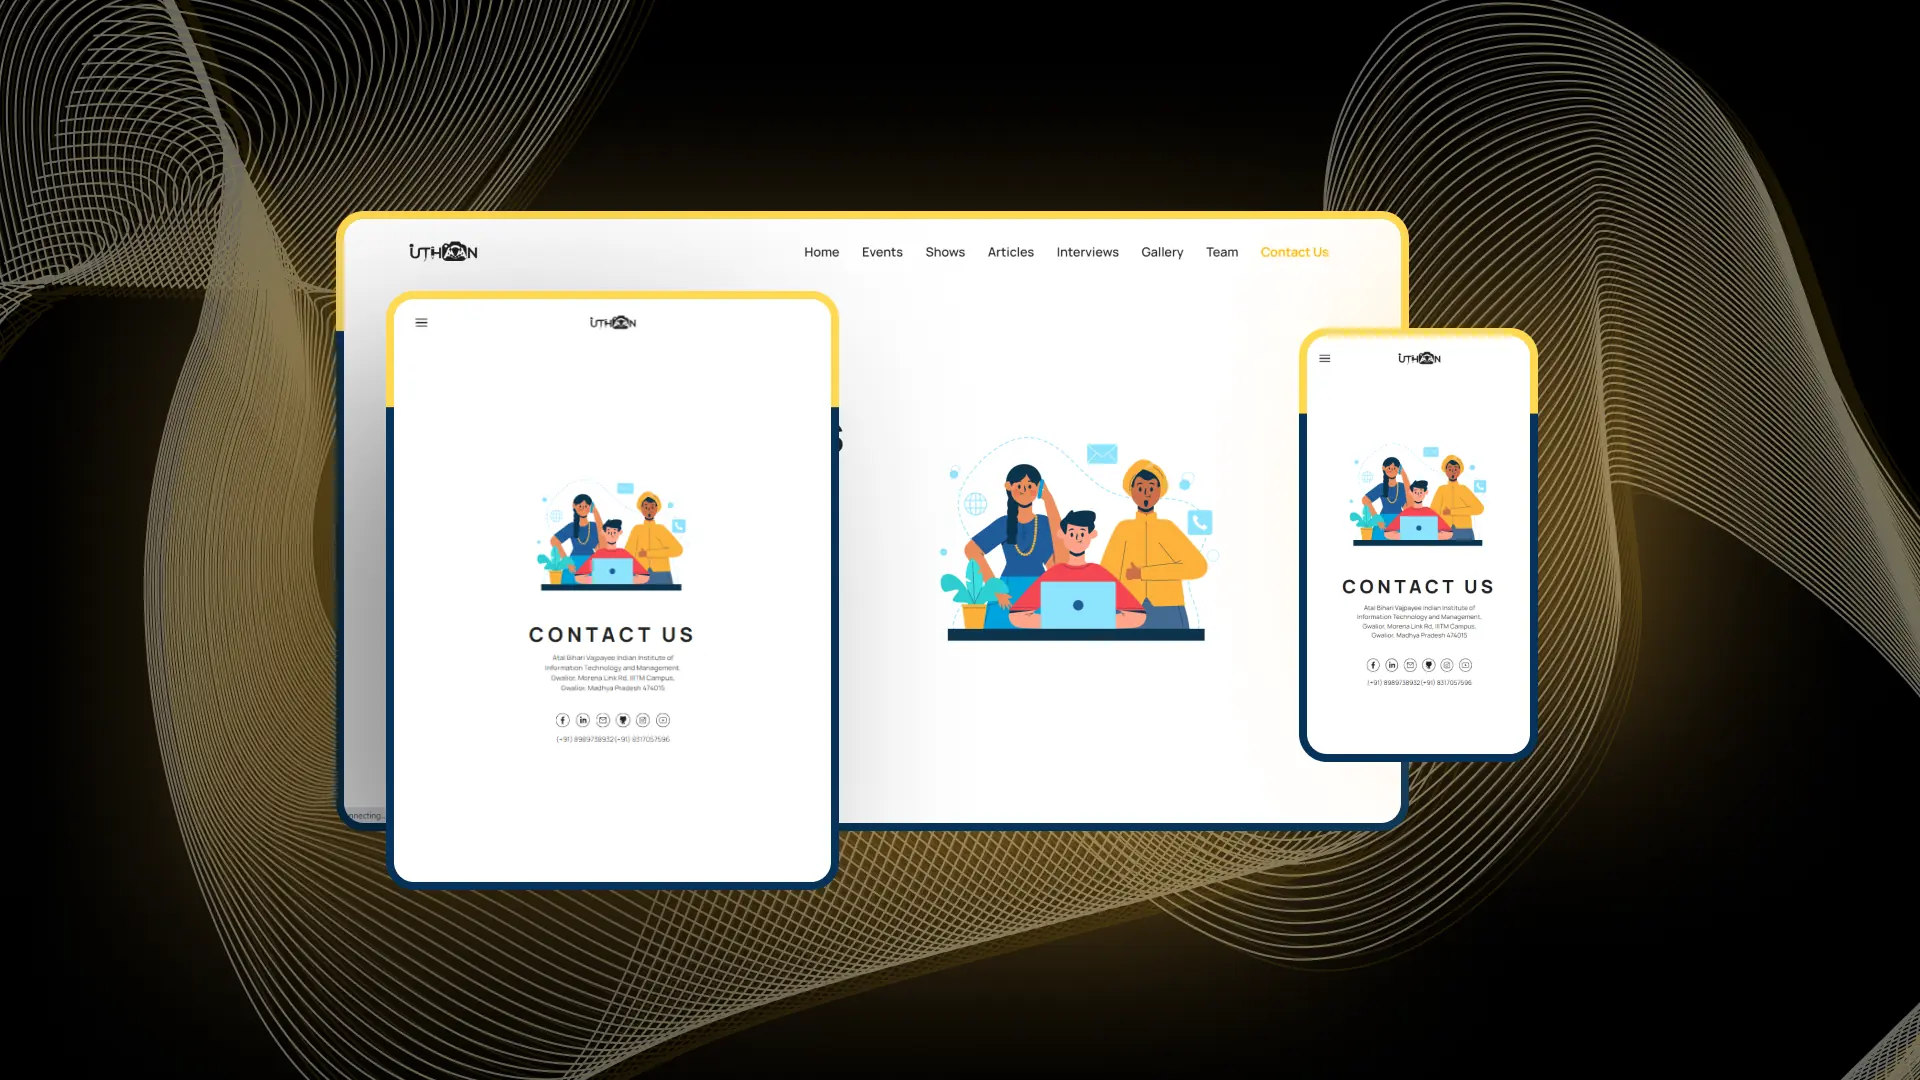 UTHAAN
Home Events Shows Articles Interviews Gallery Team Contact Us
S
nnecting...
UTHAAN
CONTACT US
Atal Bihari Vajpayee Indian Institute of
Information Technology and Management,
Gwalior, Morena Link Rd, IIITM Campus,
Gwalior, Madhya Pradesh 474015
(+91) 8989738932(+91) 8317057596
UTHAAN
CONTACT US
Atal Bihari Vajpayee Indian Institute of
Information Technology and Management,
Gwalior, Morena Link Rd, IIITM Campus,
Gwalior, Madhya Pradesh 474015
(+91) 8989738932(+91) 8317057596